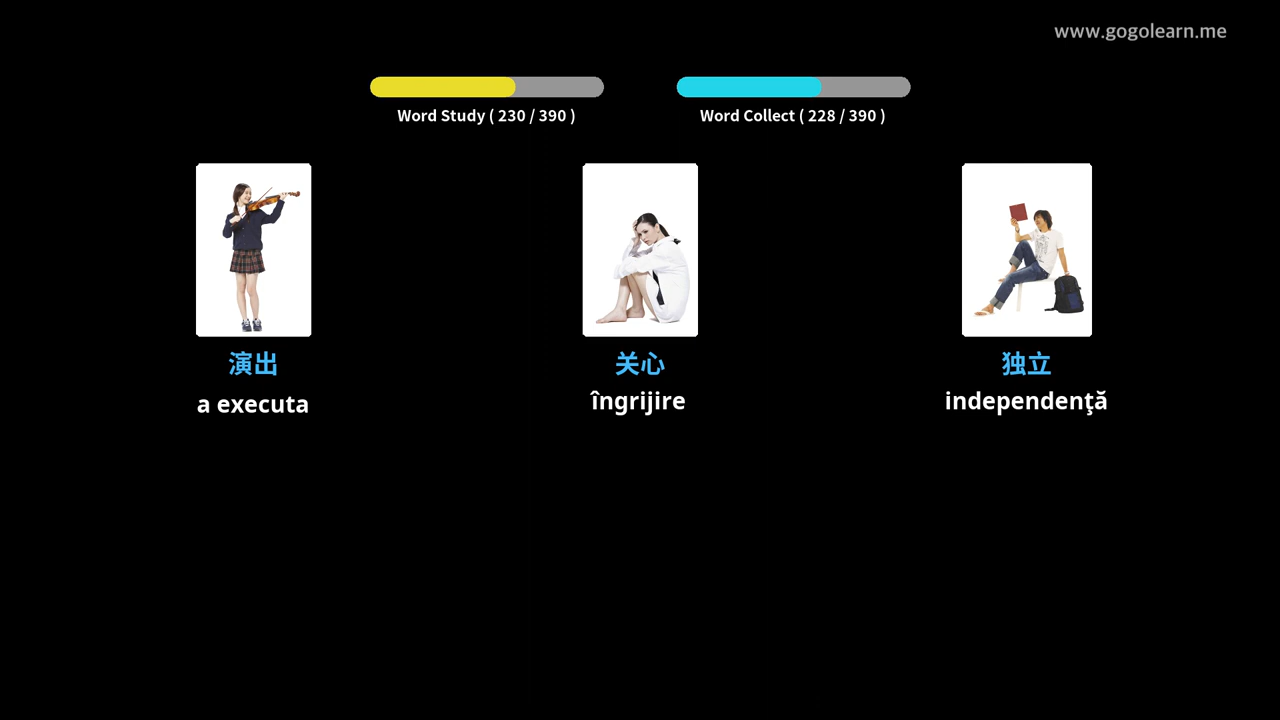 www.gogolearn.me
Word Study ( 230 / 390 )
Word Collect ( 228 / 390 )
演出
关心
独立
a executa
îngrijire
independenţă